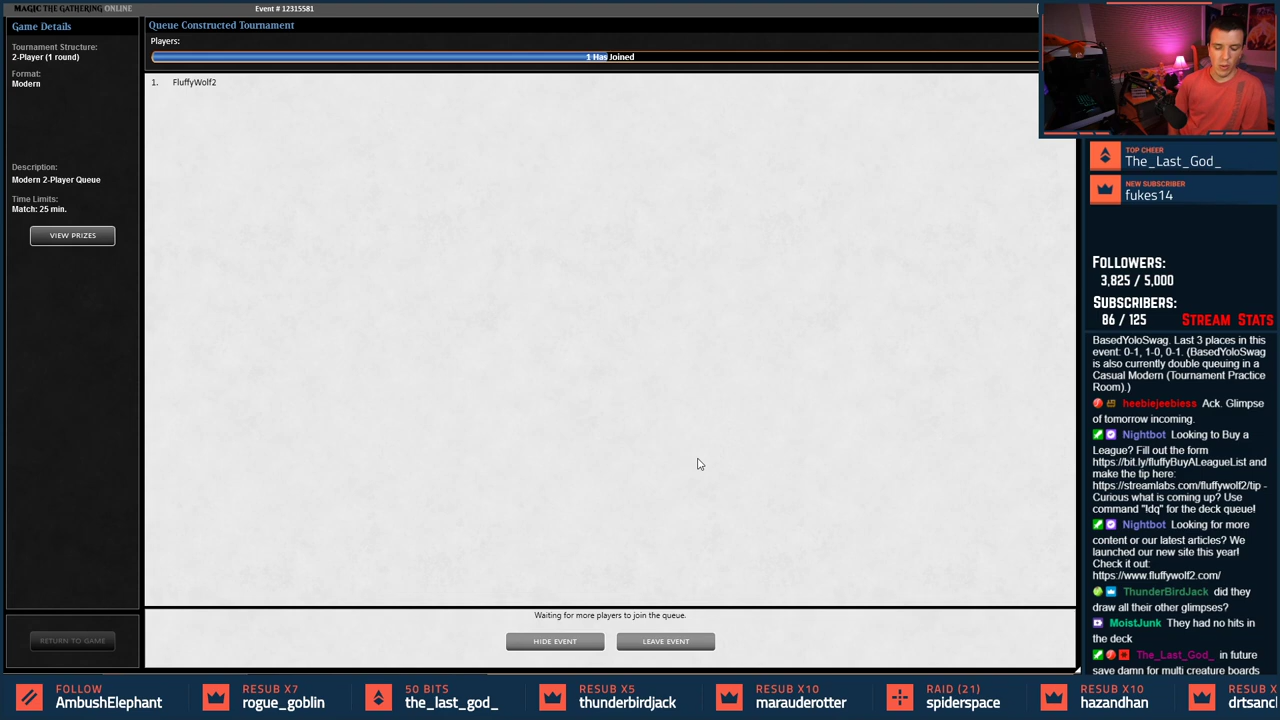 MAGIC THE GATHERING ONLINE
Event # 12315581
Game Details
Tournament Structure:
2-Player (1 round)
Format:
Modern
Description:
Modern 2-Player Queue
Time Limits:
Match: 25 min.
VIEW PRIZES
RETURN TO GAME
Queue Constructed Tournament
Players:
1 Has Joined
1. FluffyWolf2
Waiting for more players to join the queue.
HIDE EVENT
LEAVE EVENT
TOP CHEER
The_Last_God_
NEW SUBSCRIBER
fukes14
FOLLOWERS:
3,825 / 5,000
SUBSCRIBERS:
86 / 125
STREAM STATS
BasedYoloSwag. Last 3 places in this
event: 0-1, 1-0, 0-1. (BasedYoloSwag
is also currently double queuing in a
Casual Modern (Tournament Practice
Room).)
heebiejeebiess Ack. Glimpse
of tomorrow incoming.
Nightbot Looking to Buy a
League? Fill out the form
https://bit.ly/fluffyBuyALeagueList and
make the tip here:
https://streamlabs.com/fluffywolf2/tip -
Curious what is coming up? Use
command "!dq" for the deck queue!
Nightbot Looking for more
content or our latest articles? We
launched our new site this year!
Check it out:
https://www.fluffywolf2.com/
ThunderBirdJack did they
draw all their other glimpses?
MoistJunk They had no hits in
the deck
The_Last_God_ in future
save damn for multi creature boards
FOLLOW
AmbushElephant
RESUB X7
rogue_goblin
50 BITS
the_last_god_
RESUB X5
thunderbirdjack
RESUB X10
marauderotter
RAID (21)
spiderspace
RESUB X10
hazandhan
RESUB X
drtsanc